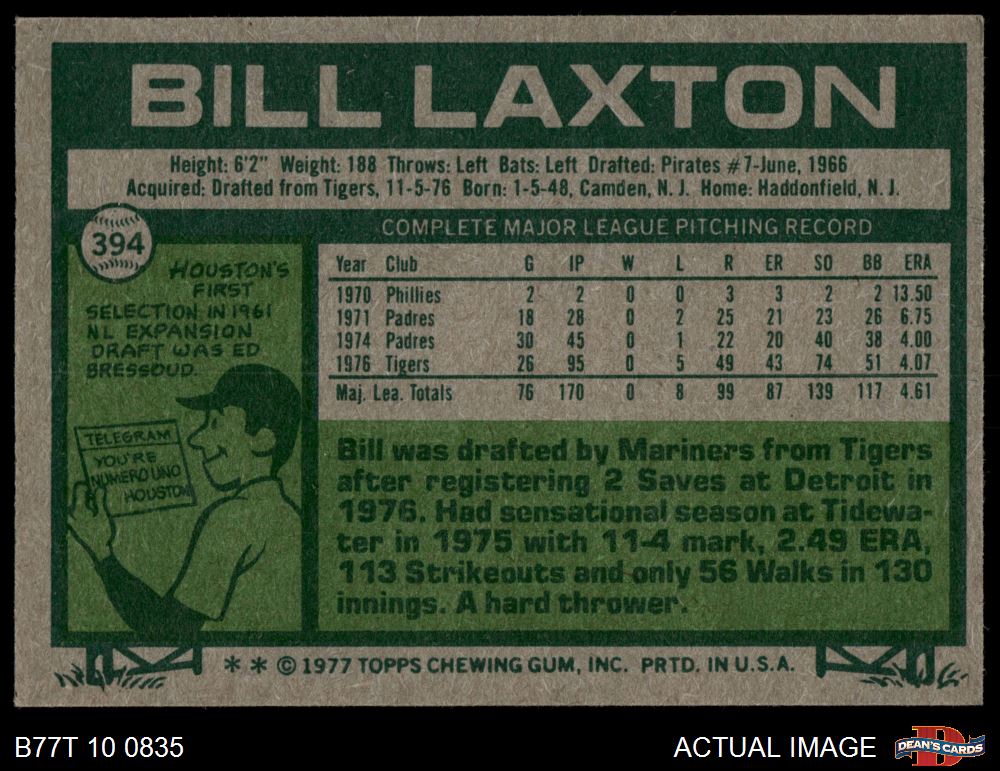 BILL LAXTON
Height: 6'2" Weight: 188 Throws: Left Bats: Left Drafted: Pirates #7-June, 1966
Acquired: Drafted from Tigers, 11-5-76 Born: 1-5-48, Camden, N. J. Home: Haddonfield, N. J.
394
HOUSTON'S
FIRST
SELECTION IN 1961
NL EXPANSION
DRAFT WAS ED
BRESSOUD.
TELEGRAM
YOU'RE
NUMERO UNO
HOUSTON
COMPLETE MAJOR LEAGUE PITCHING RECORD
Year Club G IP W L R ER SO BB ERA
1970 Phillies 2 2 0 0 3 3 2 2 13.50
1971 Padres 18 28 0 2 25 21 23 26 6.75
1974 Padres 30 45 0 1 22 20 40 38 4.00
1976 Tigers 26 95 0 5 49 43 74 51 4.07
Maj. Lea. Totals 76 170 0 8 99 87 139 117 4.61
Bill was drafted by Mariners from Tigers
after registering 2 Saves at Detroit in
1976. Had sensational season at Tidewa-
ter in 1975 with 11-4 mark, 2.49 ERA,
113 Strikeouts and only 56 Walks in 130
innings. A hard thrower.
** © 1977 TOPPS CHEWING GUM, INC. PRTD. IN U.S.A.
B77T 10 0835
ACTUAL IMAGE
D
DEAN'S CARDS